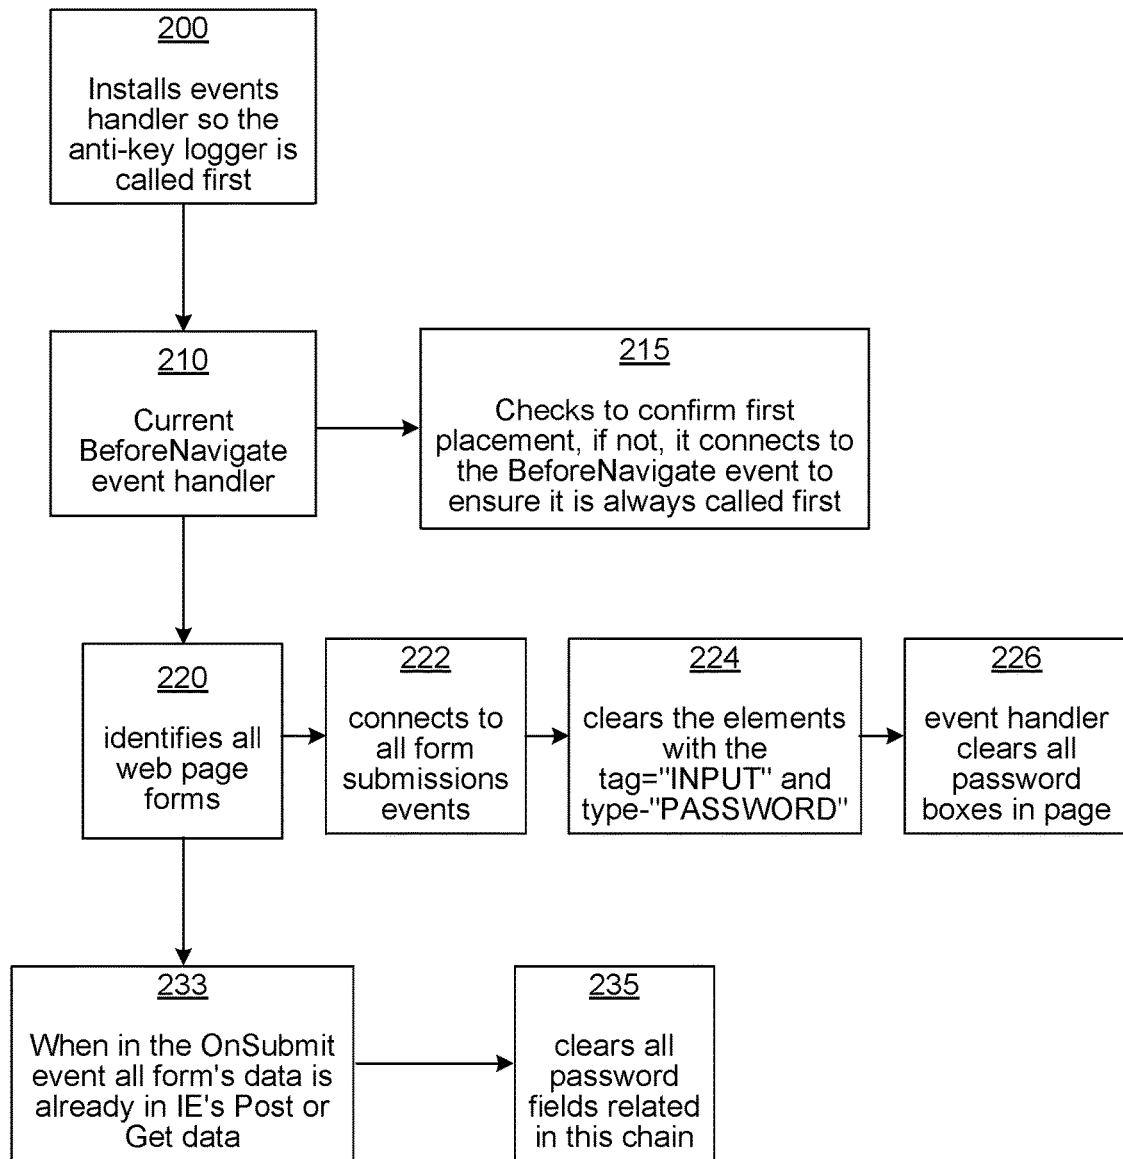 200
Installs events
handler so the
anti-key logger is
called first
210
Current
BeforeNavigate
event handler
215
Checks to confirm first
placement, if not, it connects to
the BeforeNavigate event to
ensure it is always called first
220
identifies all
web page
forms
222
connects to
all form
submissions
events
224
clears the elements
with the
tag="INPUT" and
type-"PASSWORD"
226
event handler
clears all
password
boxes in page
233
When in the OnSubmit
event all form's data is
already in IE's Post or
Get data
235
clears all
password
fields related
in this chain